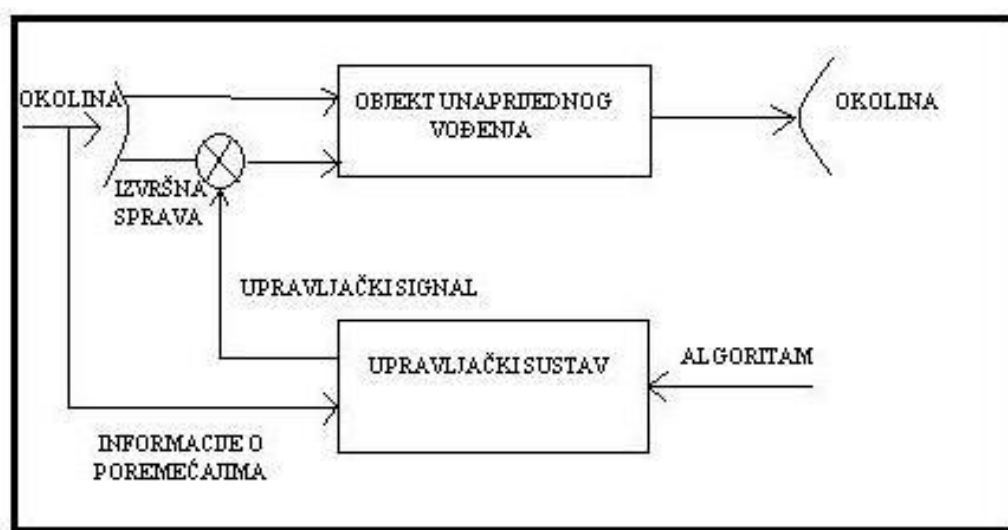 OKOLINA
OBJEKT UNAPRIJEDNOG
VOĐENJA
OKOLINA
IZVRŠNA
SPRAVA
UPRAVLJAČKI SIGNAL
UPRAVLJAČKI SUSTAV
ALGORITAM
INFORMACIJE O
POREMEĆAJIMA